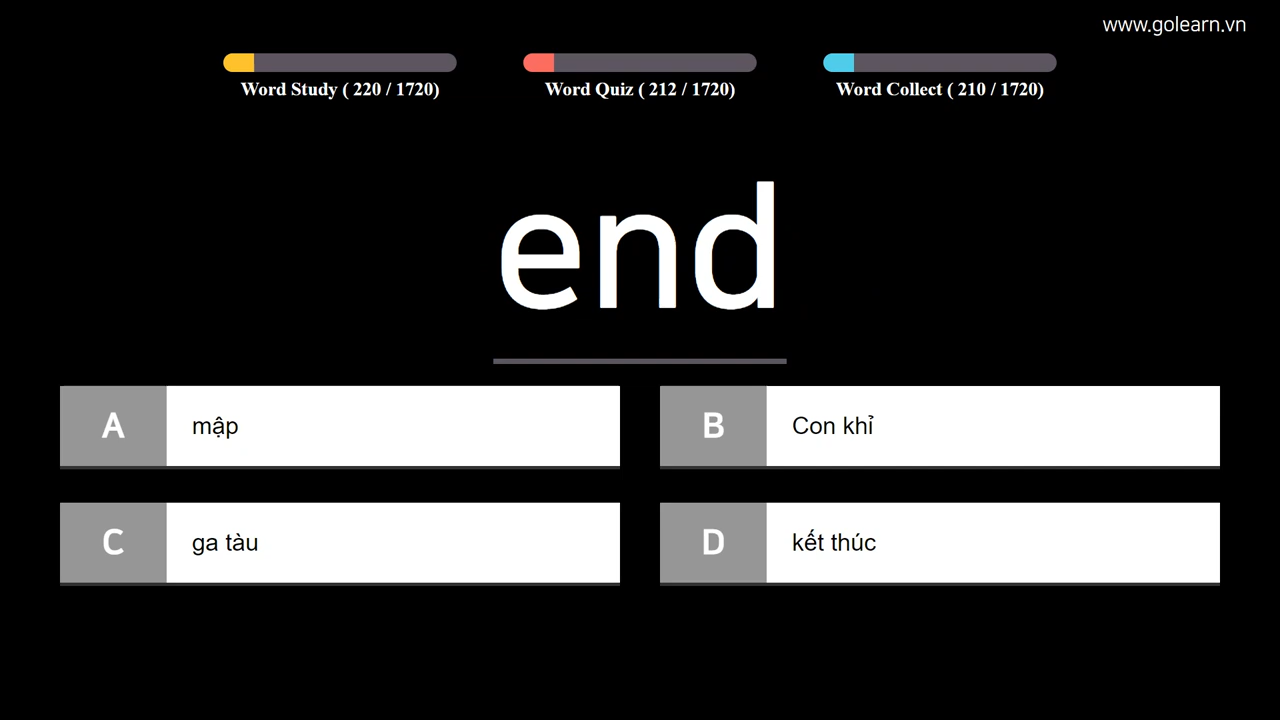 www.golearn.vn
Word Study ( 220 / 1720)
Word Quiz ( 212 / 1720)
Word Collect ( 210 / 1720)
end
A mập
B Con khỉ
C ga tàu
D kết thúc